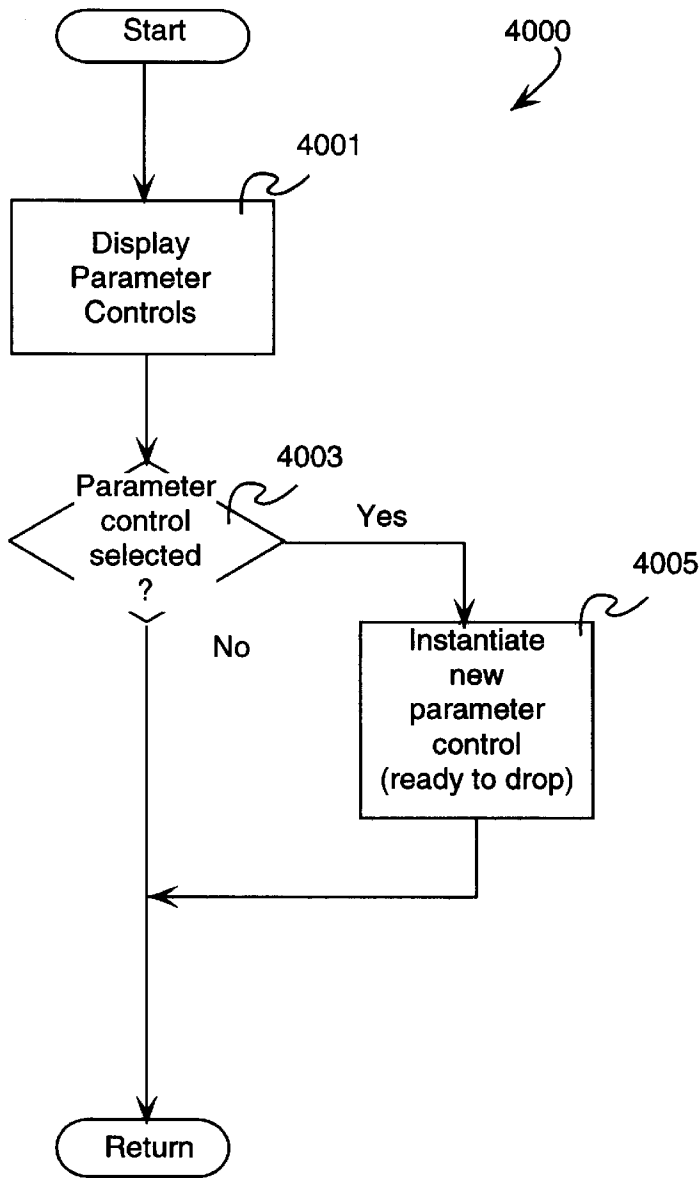 Start
4000
4001
Display
Parameter
Controls
4003
Parameter
control
selected
?
Yes
No
4005
Instantiate
new
parameter
control
(ready to drop)
Return